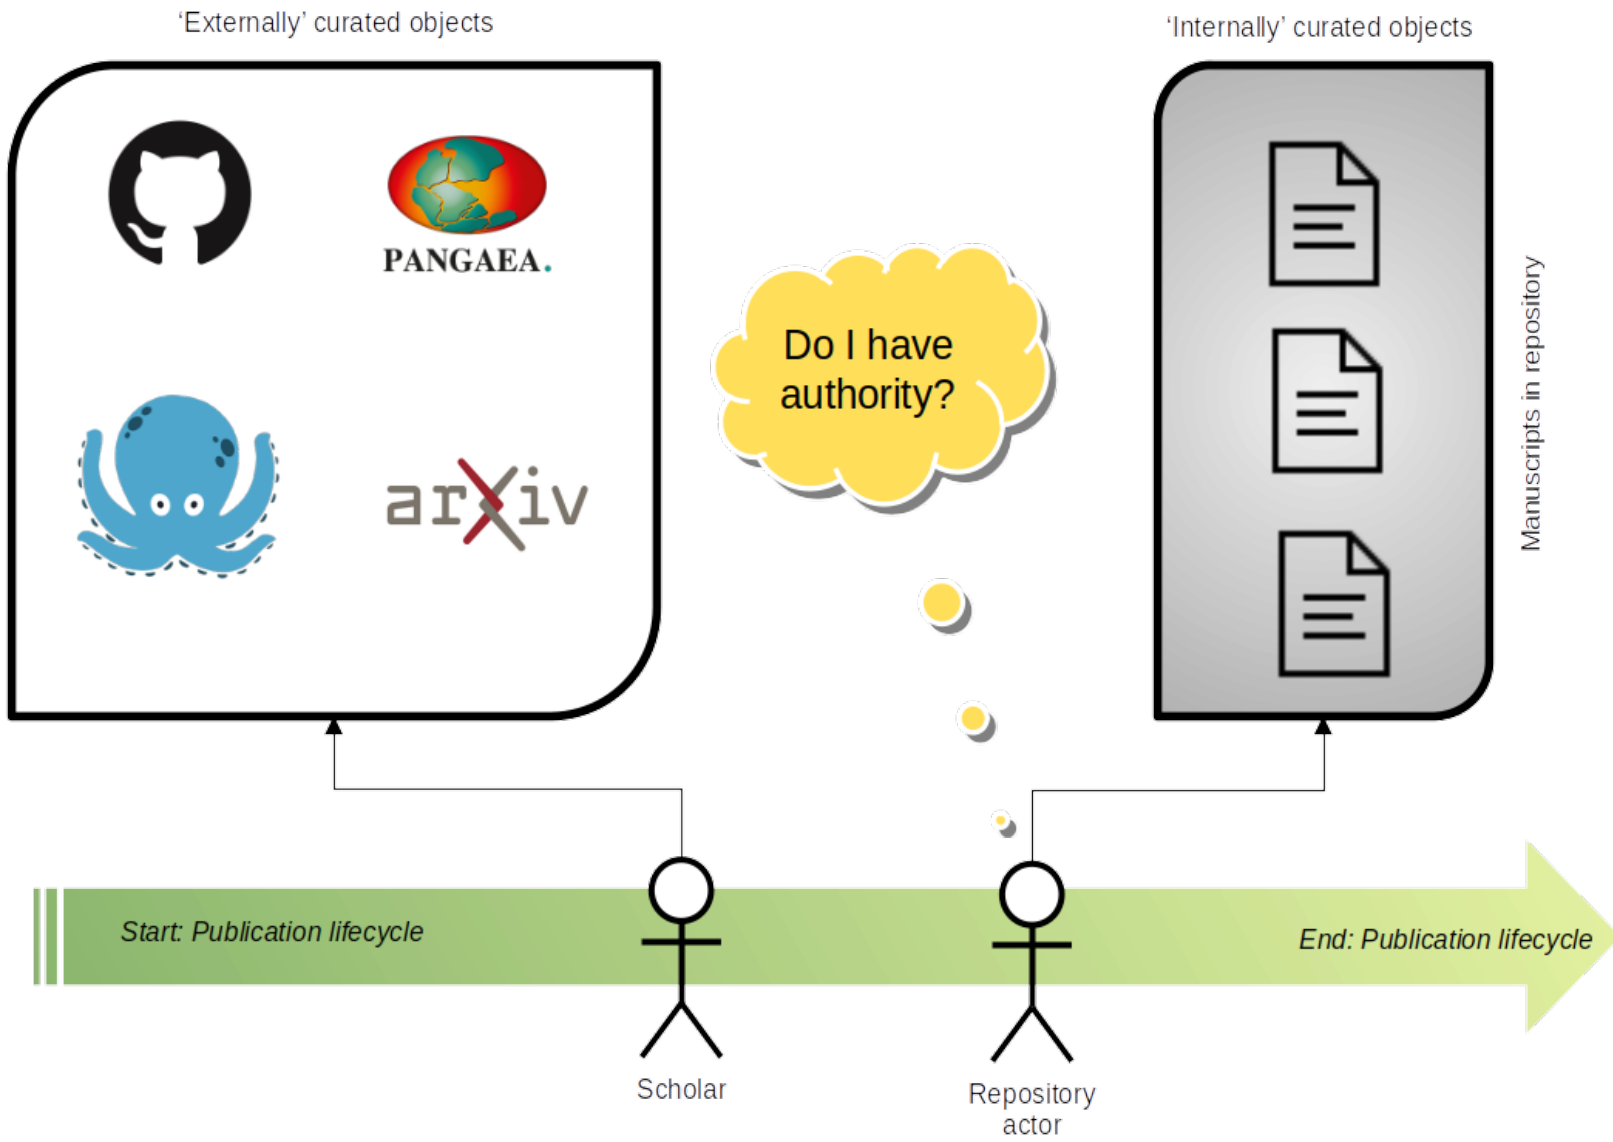 ‘Externally’ curated objects
‘Internally’ curated objects
PANGAEA.
arXiv
Do I have
authority?
Manuscripts in repository
Start: Publication lifecycle
End: Publication lifecycle
Scholar
Repository
actor